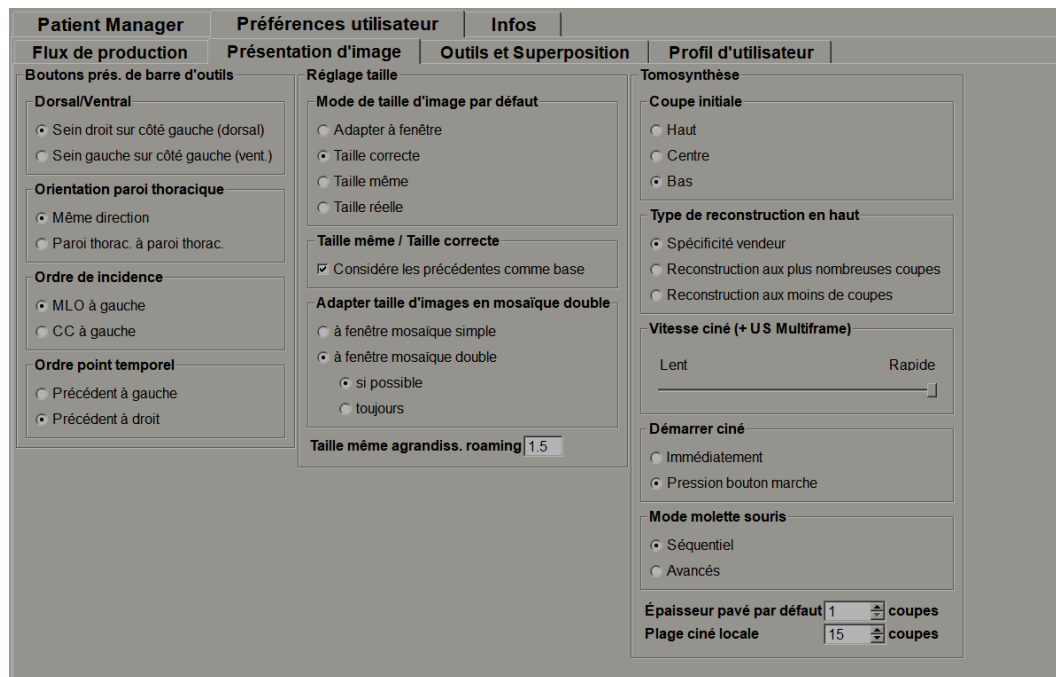 Patient Manager Préférences utilisateur Infos
Flux de production Présentation d'image Outils et Superposition Profil d'utilisateur
Boutons prés. de barre d'outils
Dorsal/Ventral
Sein droit sur côté gauche (dorsal)
Sein gauche sur côté gauche (vent.)
Orientation paroi thoracique
Même direction
Paroi thorac. à paroi thorac.
Ordre de incidence
MLO à gauche
CC à gauche
Ordre point temporel
Précédent à gauche
Précédent à droit
Réglage taille
Mode de taille d'image par défaut
Adapter à fenêtre
Taille correcte
Taille même
Taille réelle
Taille même / Taille correcte
Considére les précédentes comme base
Adapter taille d'images en mosaïque double
à fenêtre mosaïque simple
à fenêtre mosaïque double
si possible
toujours
Taille même agrandiss. roaming 1.5
Tomosynthèse
Coupe initiale
Haut
Centre
Bas
Type de reconstruction en haut
Spécificité vendeur
Reconstruction aux plus nombreuses coupes
Reconstruction aux moins de coupes
Vitesse ciné (+ US Multiframe)
Lent Rapide
Démarrer ciné
Immédiatement
Pression bouton marche
Mode molette souris
Séquentiel
Avancés
Épaisseur pavé par défaut 1 coupes
Plage ciné locale 15 coupes